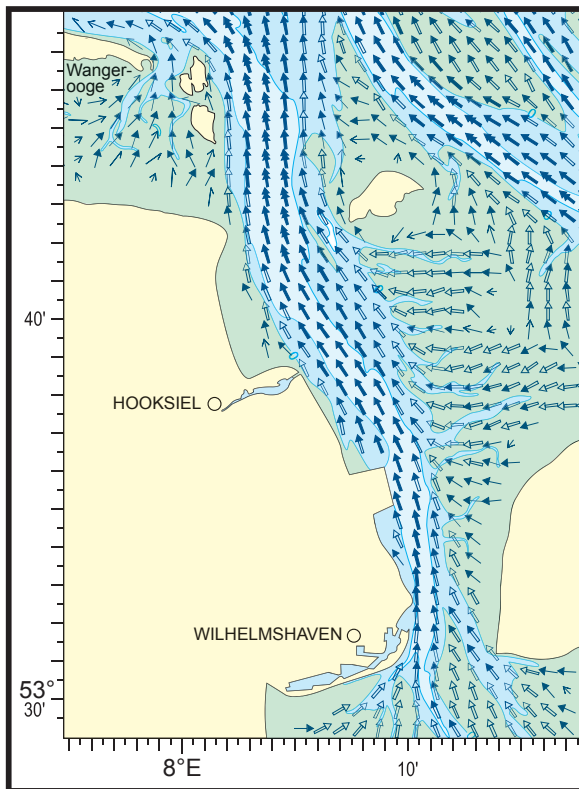 Wanger-
ooge
40'
HOOKSIEL
WILHELMSHAVEN
53°
30'
8°E
10'